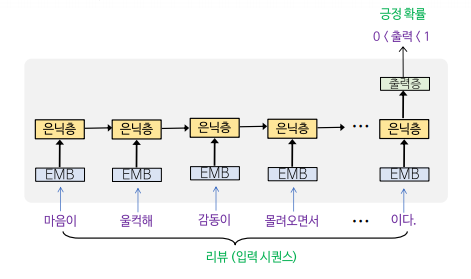 긍정 확률
0 < 출력 < 1
출력층
은닉층 은닉층 은닉층 은닉층 ... 은닉층
EMB EMB EMB EMB EMB
마음이 울컥해 감동이 몰려오면서 ... 이다.
리뷰 (입력 시퀀스)